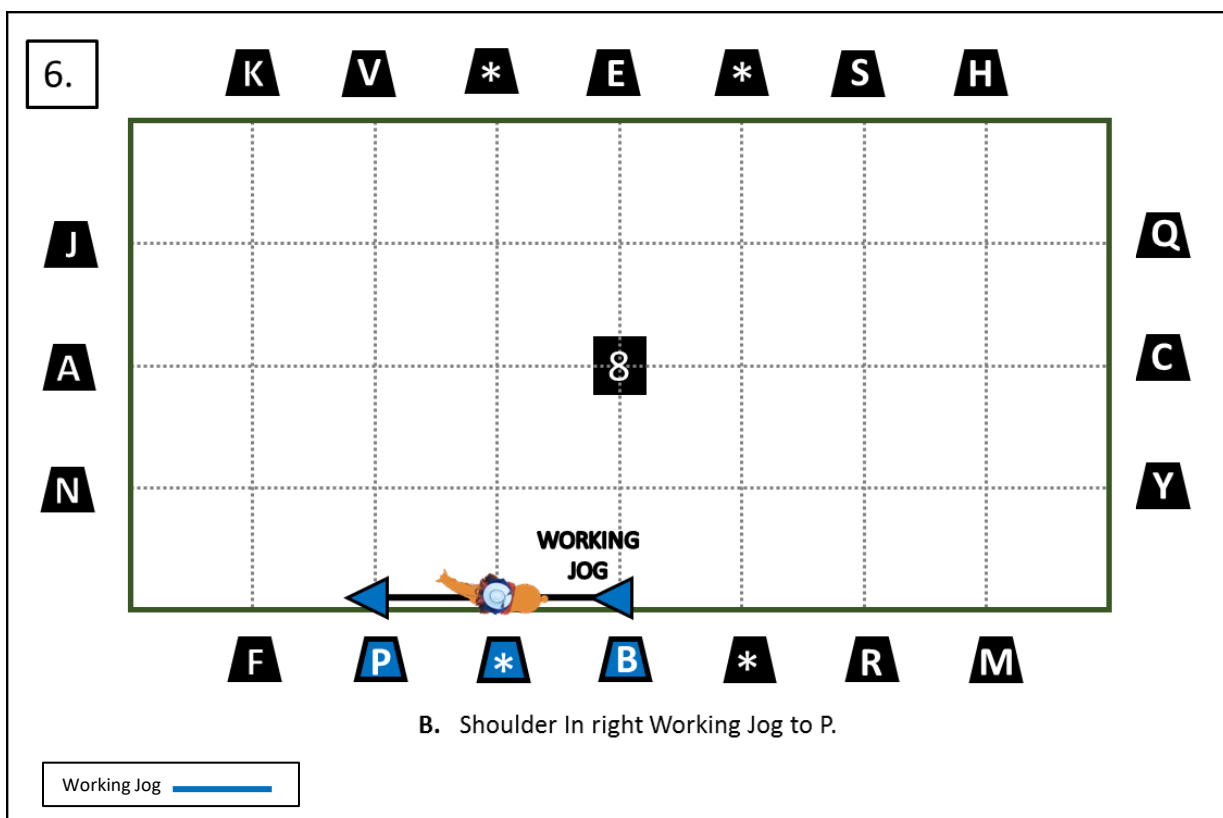 6.
K V * E * S H
J Q
8
A C
N Y
WORKING
JOG
F P * B * R M
B. Shoulder In right Working Jog to P.
Working Jog